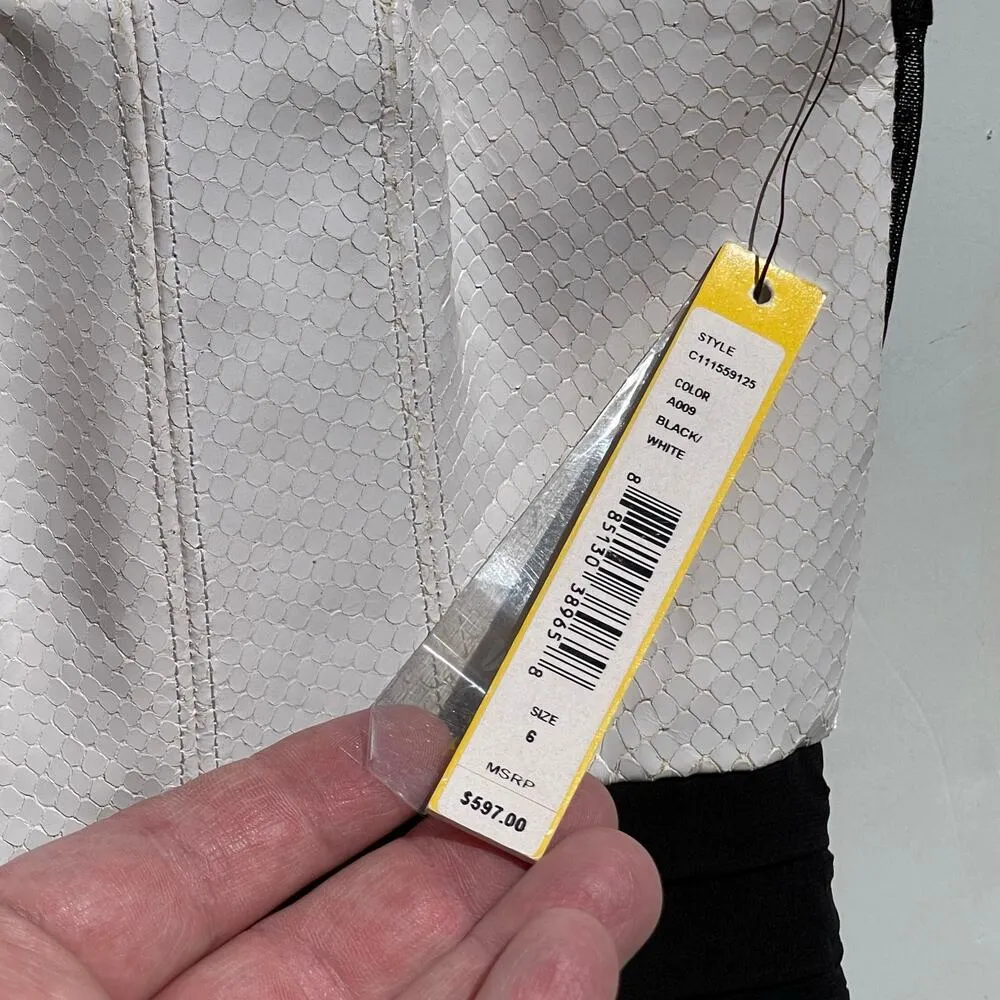 STYLE
C111559125
COLOR
A009
BLACK/
WHITE
8 85130 38965 8
SIZE
6
MSRP
$597.00